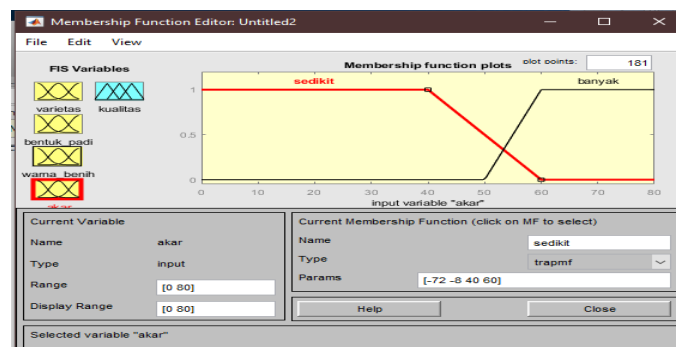 Membership Function Editor: Untitled2
File Edit View
FIS Variables
Membership function plots plot points: 181
sedikit banyak
1
0.5
0
0 10 20 30 40 50 60 70 80
input variable "akar"
varietas kualitas
bentuk_padi
warna_benih
akar
Current Variable
Name akar
Type input
Range [0 80]
Display Range [0 80]
Current Membership Function (click on MF to select)
Name sedikit
Type trapmf
Params [-72 -8 40 60]
Help Close
Selected variable "akar"